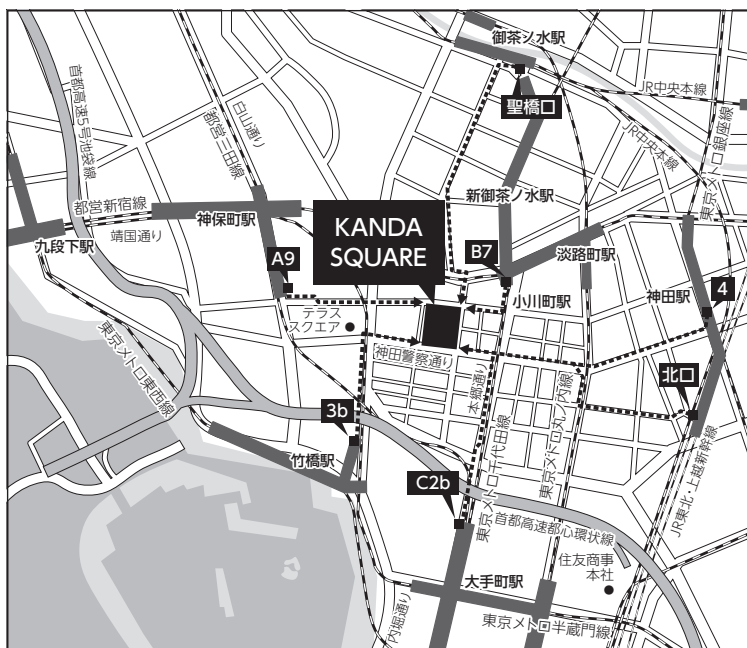 御茶ノ水駅
JR中央本線
聖橋口
首都高速5号池袋線
白山通り
都営三田線
JR中央本線
東京メトロ銀座線
都営新宿線
神保町駅
靖国通り
九段下駅
新御茶ノ水駅
KANDA
SQUARE
A9
B7
淡路町駅
小川町駅
神田駅
4
テラス
スクエア
神田警察通り
東京メトロ東西線
本郷通り
東京メトロ千代田線
東京メトロ丸ノ内線
北口
3b
竹橋駅
C2b
首都高速都心環状線
JR東北・上越新幹線
住友商事
本社
大手町駅
内堀通り
東京メトロ半蔵門線